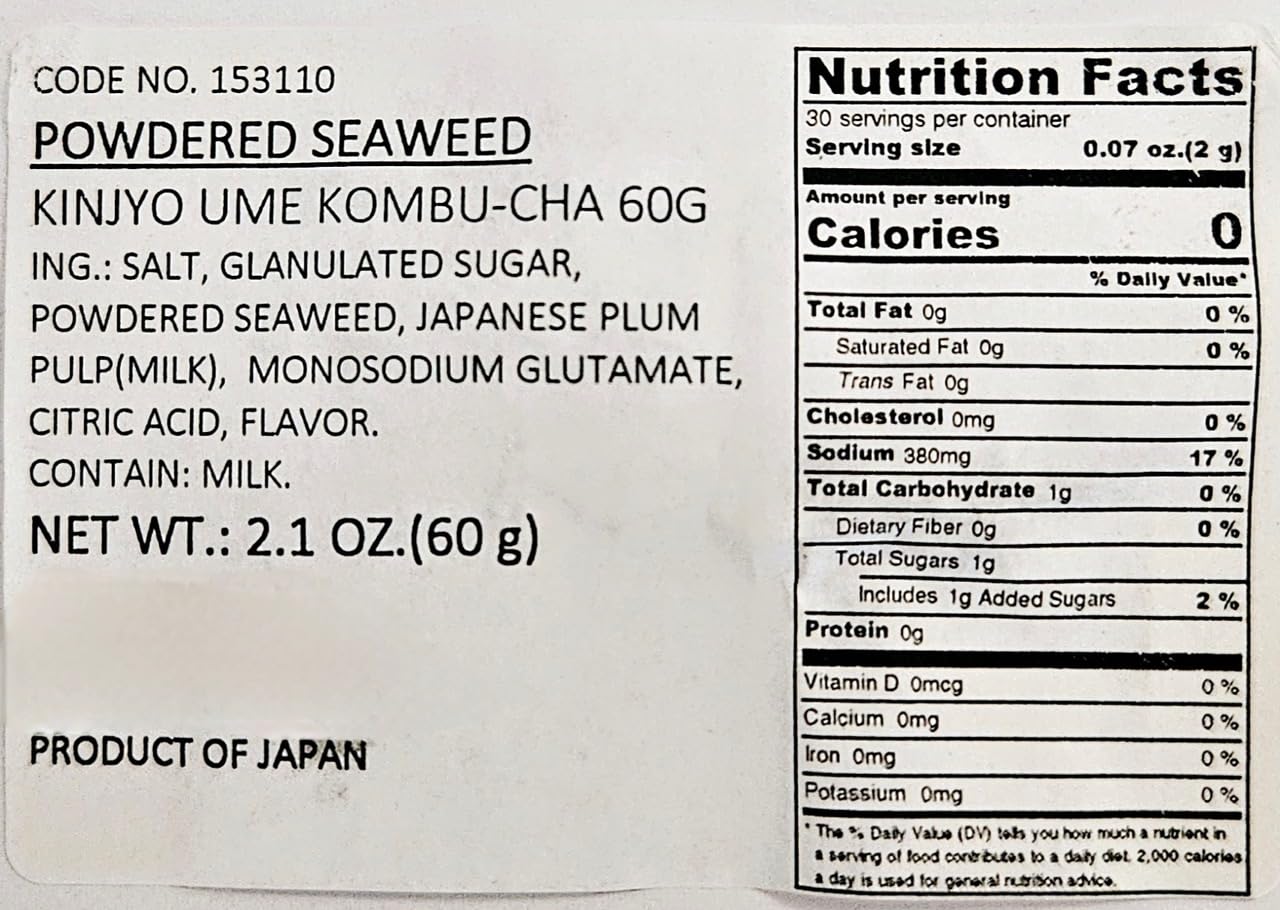 CODE NO. 153110
POWDERED SEAWEED
KINJYO UME KOMBU-CHA 60G
ING.: SALT, GLANULATED SUGAR,
POWDERED SEAWEED, JAPANESE PLUM
PULP(MILK), MONOSODIUM GLUTAMATE,
CITRIC ACID, FLAVOR.
CONTAIN: MILK.
NET WT.: 2.1 OZ.(60 g)
PRODUCT OF JAPAN
Nutrition Facts
30 servings per container
Serving size 0.07 oz.(2 g)
Amount per serving
Calories 0
% Daily Value*
Total Fat 0g 0 %
Saturated Fat 0g 0 %
Trans Fat 0g
Cholesterol 0mg 0 %
Sodium 380mg 17 %
Total Carbohydrate 1g 0 %
Dietary Fiber 0g 0 %
Total Sugars 1g
Includes 1g Added Sugars 2 %
Protein 0g
Vitamin D 0mcg 0 %
Calcium 0mg 0 %
Iron 0mg 0 %
Potassium 0mg 0 %
* The % Daily Value (DV) tells you how much a nutrient in
a serving of food contributes to a daily diet. 2,000 calories
a day is used for general nutrition advice.